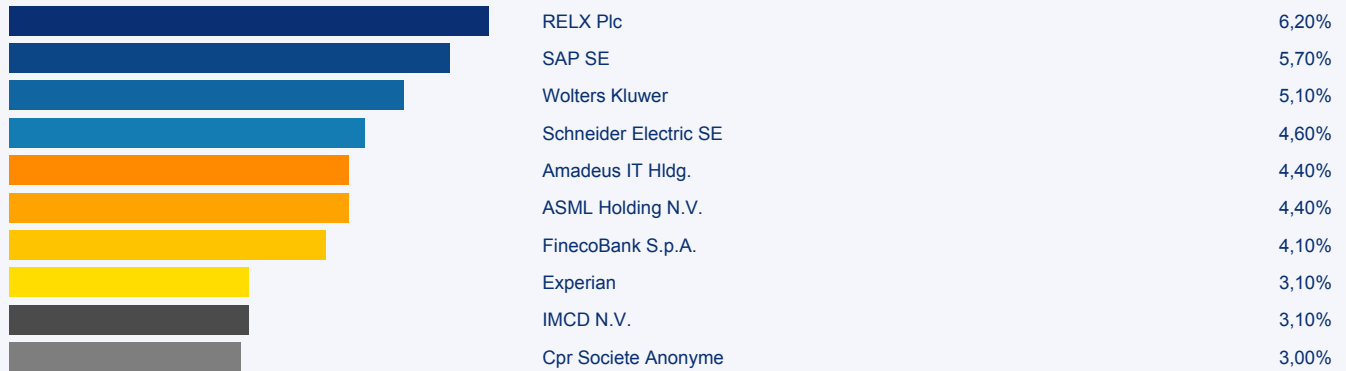 RELX Plc 6,20%
SAP SE 5,70%
Wolters Kluwer 5,10%
Schneider Electric SE 4,60%
Amadeus IT Hldg. 4,40%
ASML Holding N.V. 4,40%
FinecoBank S.p.A. 4,10%
Experian 3,10%
IMCD N.V. 3,10%
Cpr Societe Anonyme 3,00%